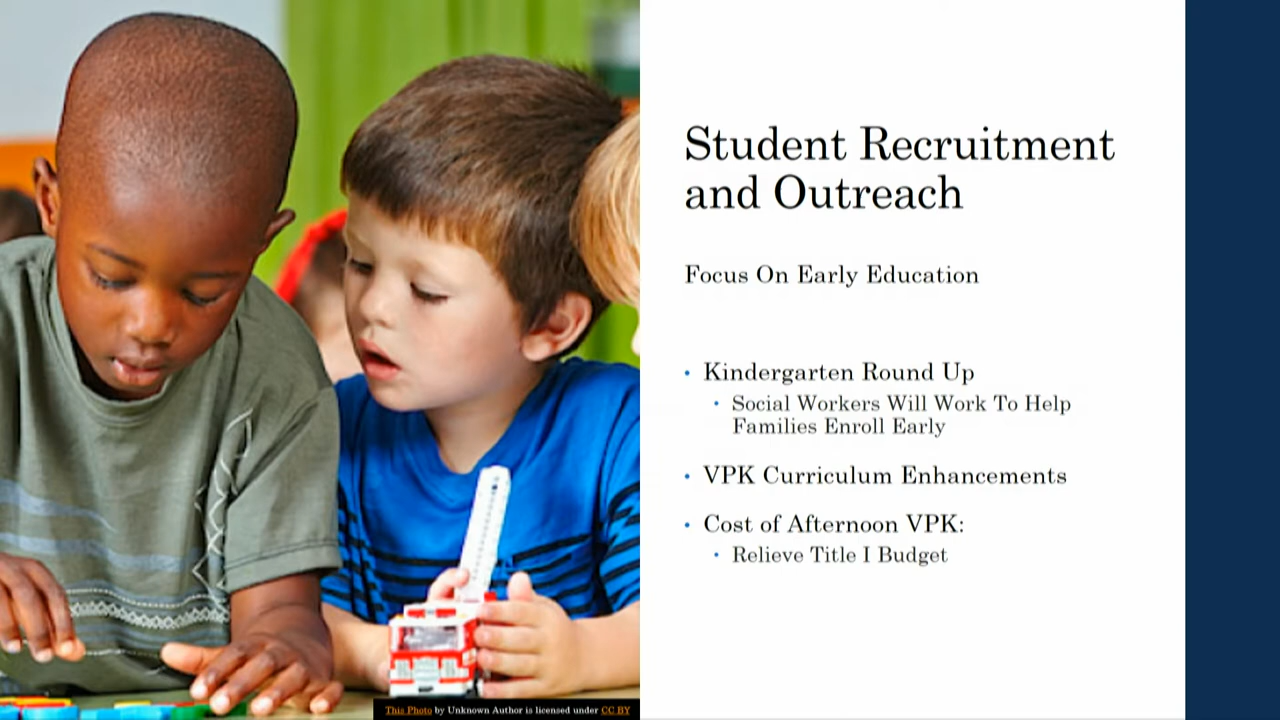 Student Recruitment
and Outreach
Focus On Early Education
• Kindergarten Round Up
• Social Workers Will Work To Help
Families Enroll Early
• VPK Curriculum Enhancements
• Cost of Afternoon VPK:
• Relieve Title I Budget
This Photo by Unknown Author is licensed under CC BY